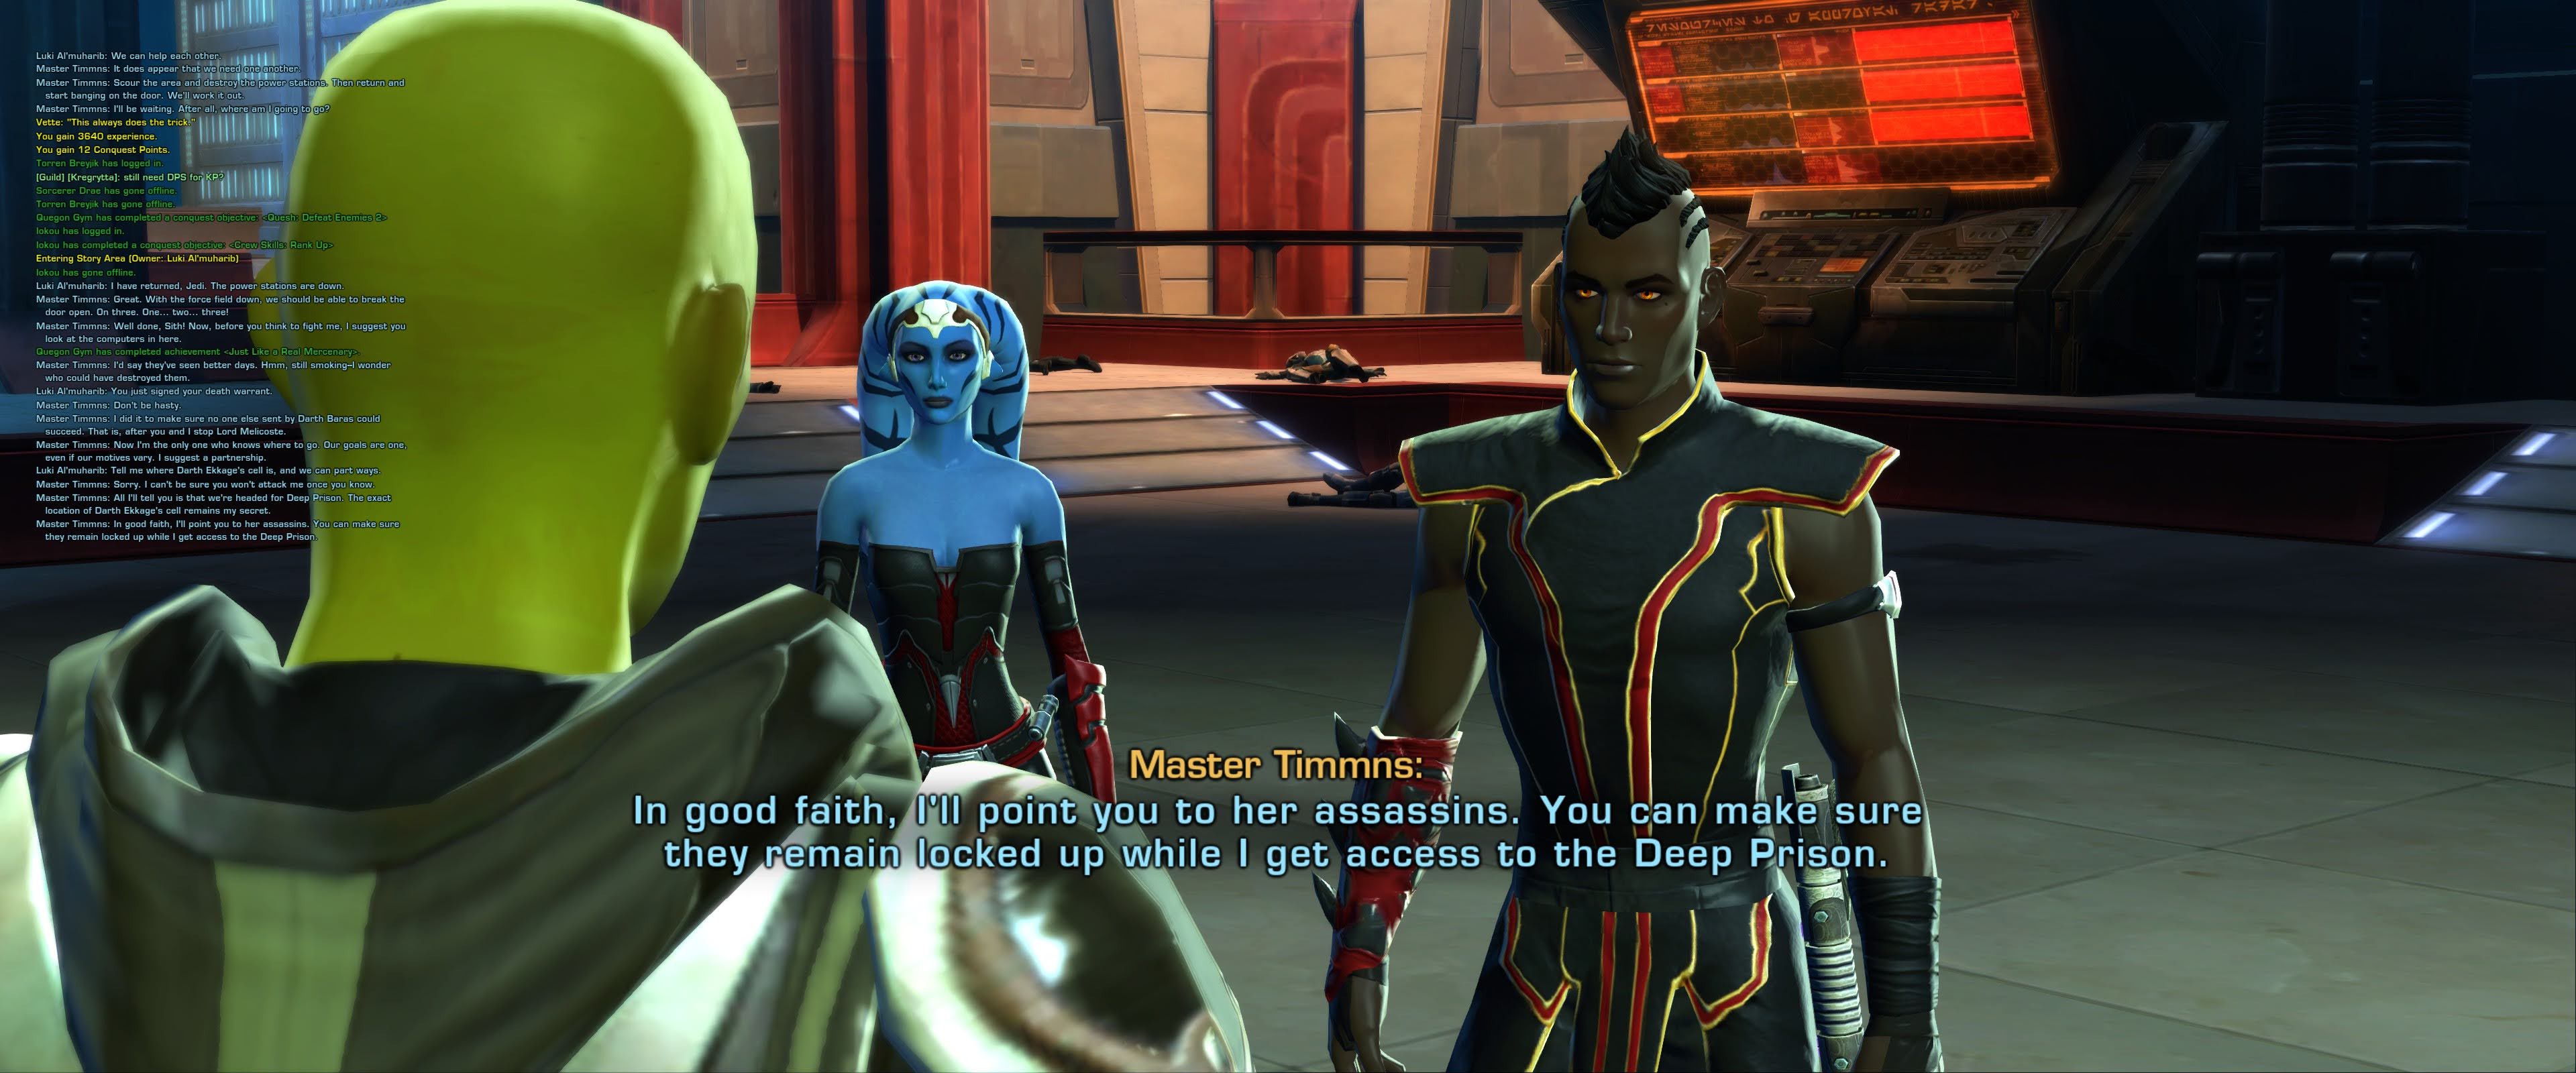 Luki Al'muharib: We can help each other.
Master Timmns: It does appear that we need one another.
Master Timmns: Scour the area and destroy the power stations. Then return and
start banging on the door. We'll work it out.
Master Timmns: I'll be waiting. After all, where am I going to go?
Vette: "This always does the trick."
You gain 3640 experience.
You gain 12 Conquest Points.
Torren Breyjik has logged in.
[Guild] [Kregrytta]: still need DPS for KP?
Sorcerer Drae has gone offline.
Torren Breyjik has gone offline.
Quegon Gym has completed a conquest objective: <Quesh: Defeat Enemies 2>
Iokou has logged in.
Iokou has completed a conquest objective: <Crew Skills: Rank Up>
Entering Story Area (Owner: Luki Al'muharib)
Iokou has gone offline.
Luki Al'muharib: I have returned, Jedi. The power stations are down.
Master Timmns: Great. With the force field down, we should be able to break the
door open. On three. One... two... three!
Master Timmns: Well done, Sith! Now, before you think to fight me, I suggest you
look at the computers in here.
Quegon Gym has completed achievement <Just Like a Real Mercenary>.
Master Timmns: I'd say they've seen better days. Hmm, still smoking–I wonder
who could have destroyed them.
Luki Al'muharib: You just signed your death warrant.
Master Timmns: Don't be hasty.
Master Timmns: I did it to make sure no one else sent by Darth Baras could
succeed. That is, after you and I stop Lord Melicoste.
Master Timmns: Now I'm the only one who knows where to go. Our goals are one,
even if our motives vary. I suggest a partnership.
Luki Al'muharib: Tell me where Darth Ekkage's cell is, and we can part ways.
Master Timmns: Sorry. I can't be sure you won't attack me once you know.
Master Timmns: All I'll tell you is that we're headed for Deep Prison. The exact
location of Darth Ekkage's cell remains my secret.
Master Timmns: In good faith, I'll point you to her assassins. You can make sure
they remain locked up while I get access to the Deep Prison.
Master Timmns:
In good faith, I'll point you to her assassins. You can make sure
they remain locked up while I get access to the Deep Prison.